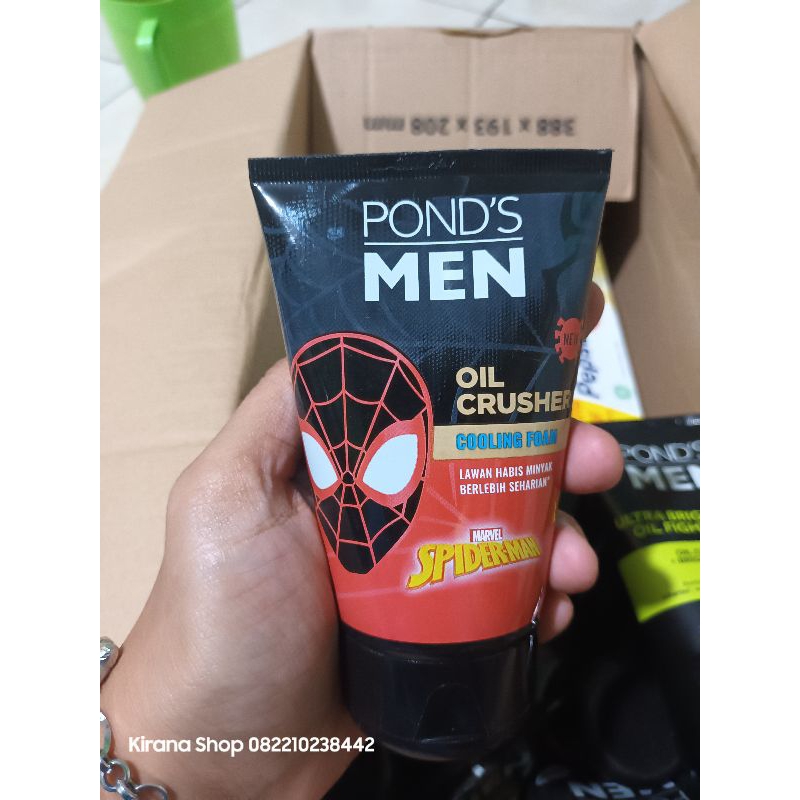 388 x 193 x 208 mm
POND'S
MEN
NEW
OIL
CRUSHER
COOLING FOAM
LAWAN HABIS MINYAK
BERLEBIH SEHARIAN*
MARVEL
SPIDER-MAN
POND'S
MEN
Kirana Shop 082210238442